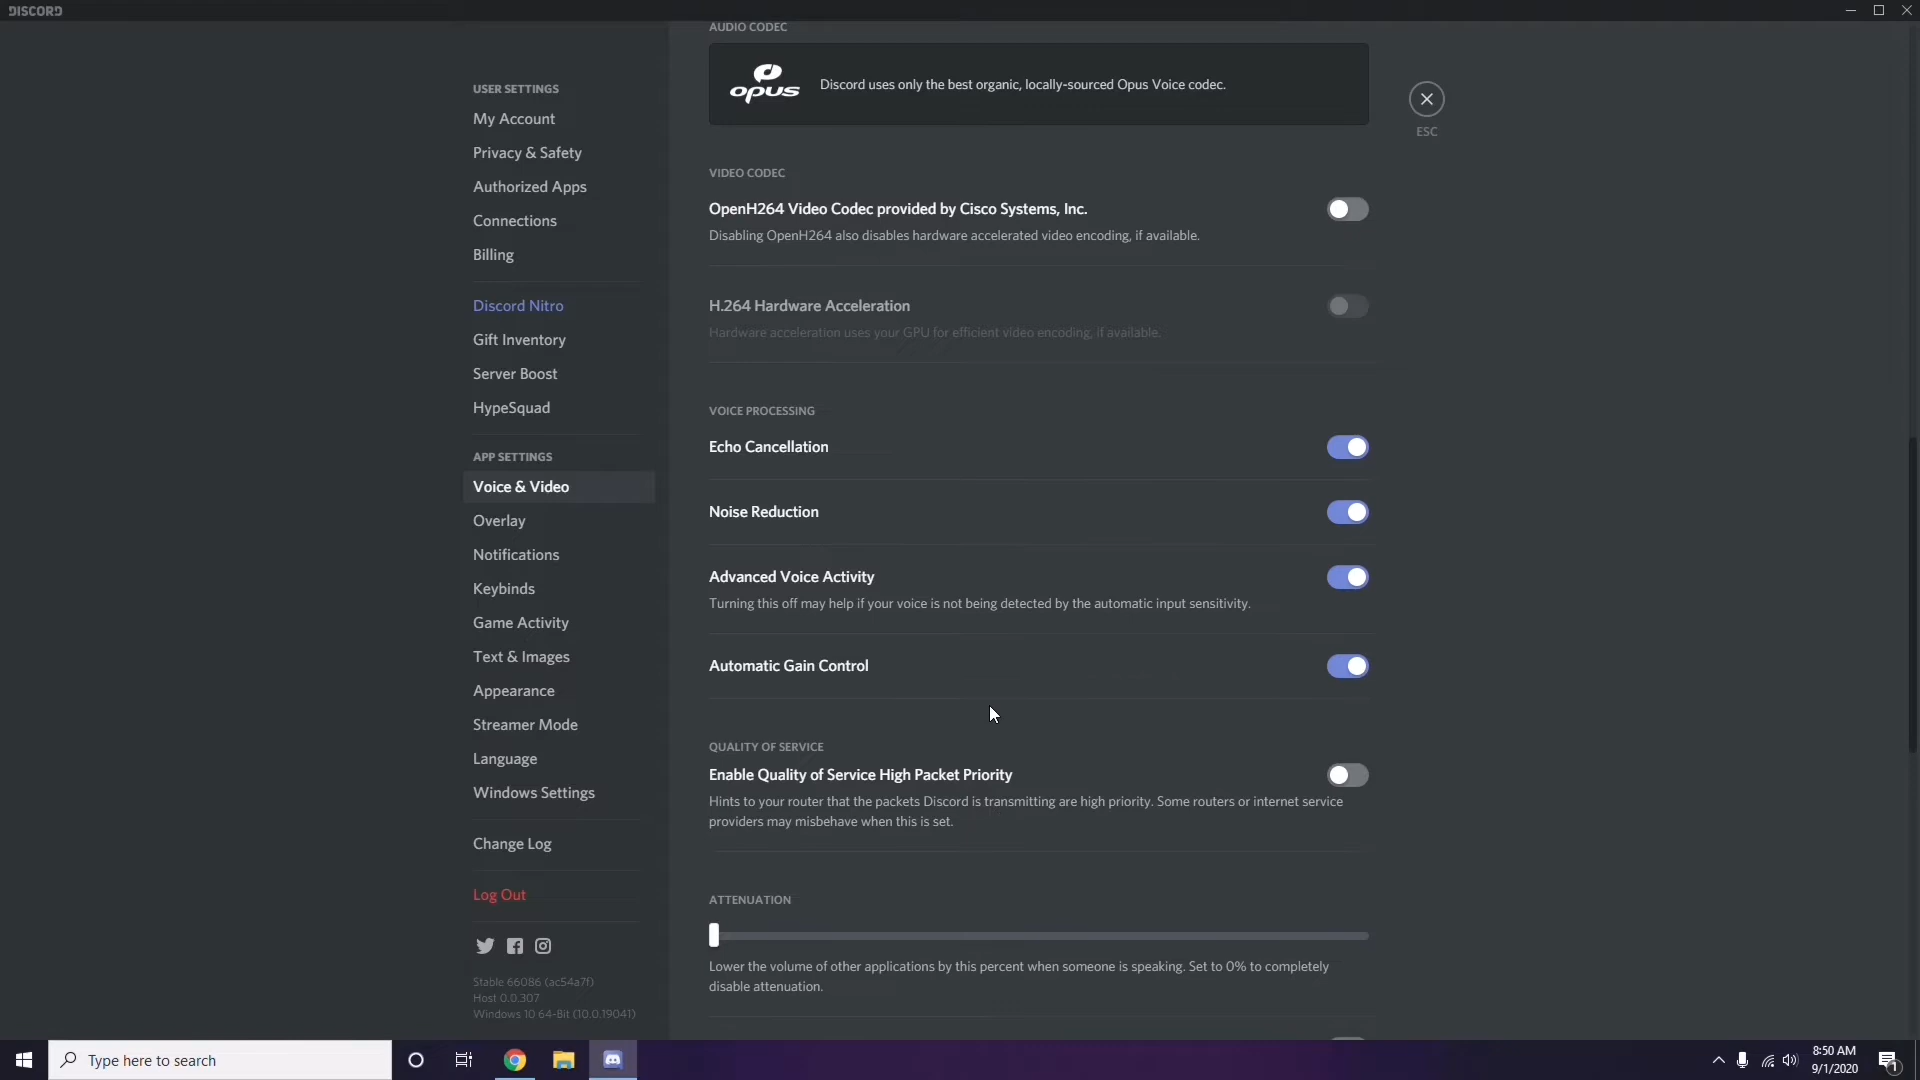 DISCORD
USER SETTINGS
My Account
Privacy & Safety
Authorized Apps
Connections
Billing
Discord Nitro
Gift Inventory
Server Boost
HypeSquad
APP SETTINGS
Voice & Video
Overlay
Notifications
Keybinds
Game Activity
Text & Images
Appearance
Streamer Mode
Language
Windows Settings
Change Log
Log Out
Stable 66086 (ac54a7f)
Host 0.0.307
Windows 10 64-Bit (10.0.19041)
AUDIO CODEC
opus
Discord uses only the best organic, locally-sourced Opus Voice codec.
ESC
VIDEO CODEC
OpenH264 Video Codec provided by Cisco Systems, Inc.
Disabling OpenH264 also disables hardware accelerated video encoding, if available.
H.264 Hardware Acceleration
Hardware acceleration uses your GPU for efficient video encoding, if available.
VOICE PROCESSING
Echo Cancellation
Noise Reduction
Advanced Voice Activity
Turning this off may help if your voice is not being detected by the automatic input sensitivity.
Automatic Gain Control
QUALITY OF SERVICE
Enable Quality of Service High Packet Priority
Hints to your router that the packets Discord is transmitting are high priority. Some routers or internet service
providers may misbehave when this is set.
ATTENUATION
Lower the volume of other applications by this percent when someone is speaking. Set to 0% to completely
disable attenuation.
Type here to search
8:50 AM
9/1/2020
1